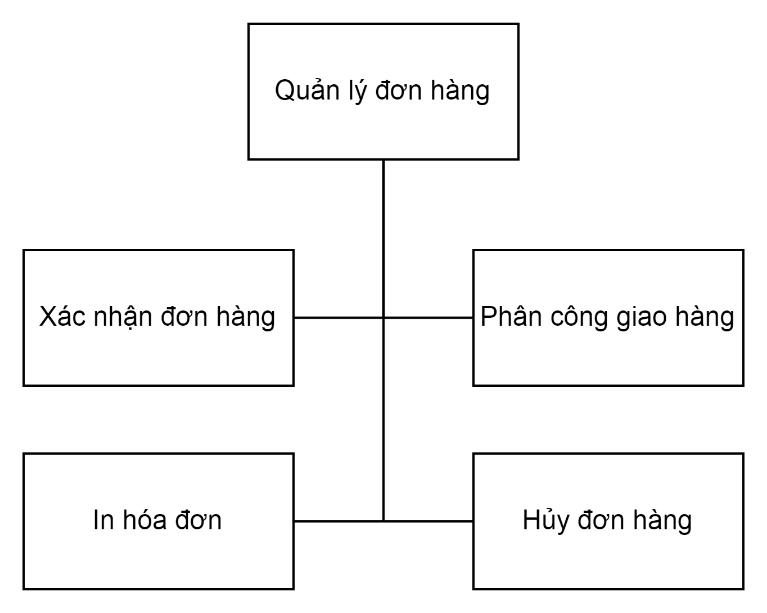 Quản lý đơn hàng
Xác nhận đơn hàng
Phân công giao hàng
In hóa đơn
Hủy đơn hàng